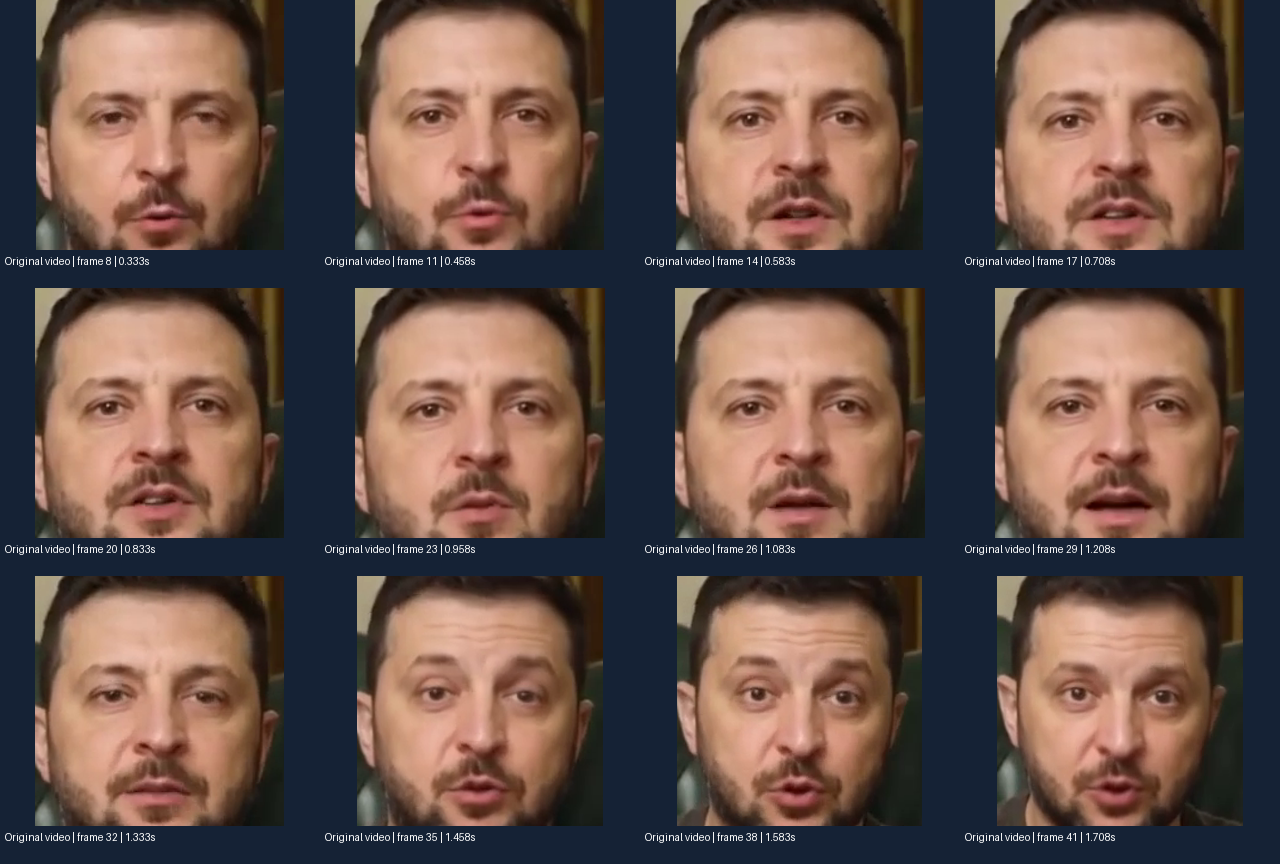 Original video | frame 8 | 0.333s
Original video | frame 11 | 0.458s
Original video | frame 14 | 0.583s
Original video | frame 17 | 0.708s
Original video | frame 20 | 0.833s
Original video | frame 23 | 0.958s
Original video | frame 26 | 1.083s
Original video | frame 29 | 1.208s
Original video | frame 32 | 1.333s
Original video | frame 35 | 1.458s
Original video | frame 38 | 1.583s
Original video | frame 41 | 1.708s